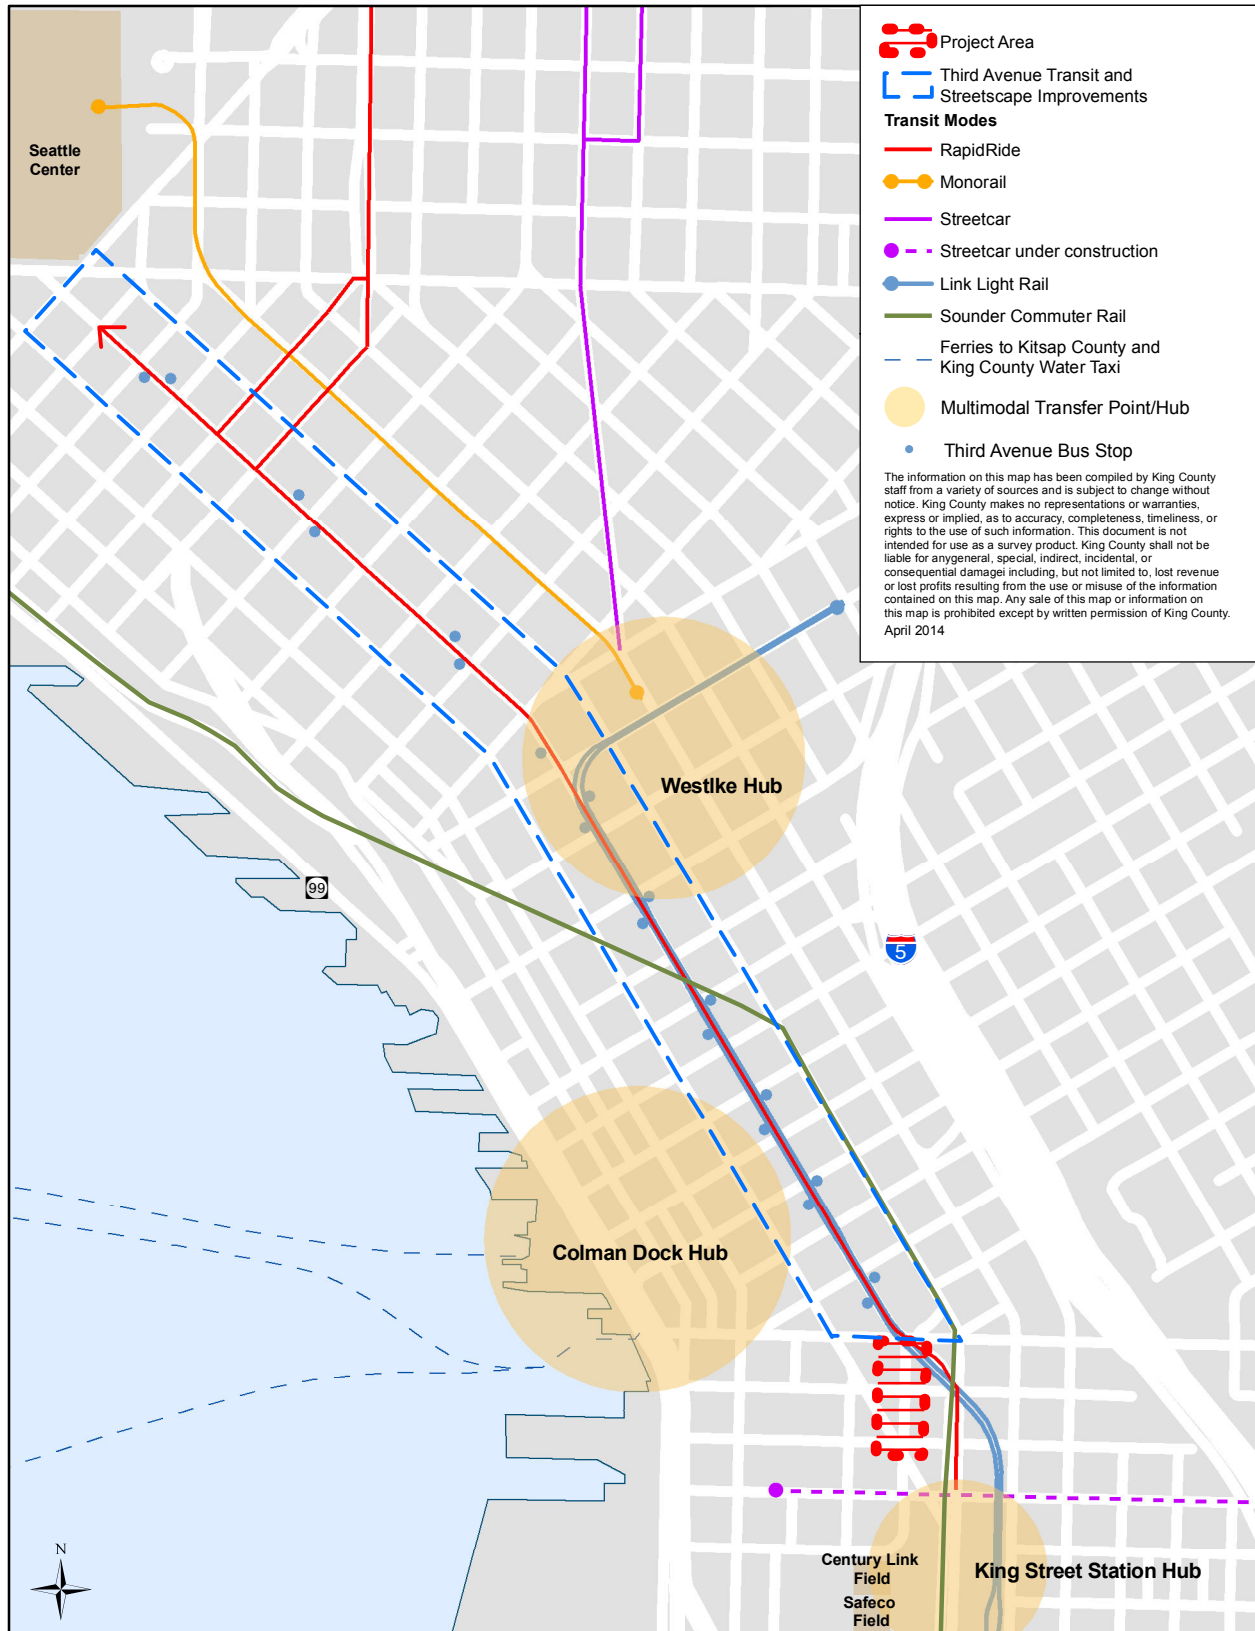 Project Area
Third Avenue Transit and
Streetscape Improvements
Transit Modes
RapidRide
Monorail
Streetcar
Streetcar under construction
Link Light Rail
Sounder Commuter Rail
Ferries to Kitsap County and
King County Water Taxi
Multimodal Transfer Point/Hub
Third Avenue Bus Stop
The information on this map has been compiled by King County
staff from a variety of sources and is subject to change without
notice. King County makes no representations or warranties,
express or implied, as to accuracy, completeness, timeliness, or
rights to the use of such information. This document is not
intended for use as a survey product. King County shall not be
liable for anygeneral, special, indirect, incidental, or
consequential damagei including, but not limited to, lost revenue
or lost profits resulting from the use or misuse of the information
contained on this map. Any sale of this map or information on
this map is prohibited except by written permission of King County.
April 2014
Seattle
Center
Westlke Hub
99
5
Colman Dock Hub
Century Link
Field
King Street Station Hub
Safeco
Field
N